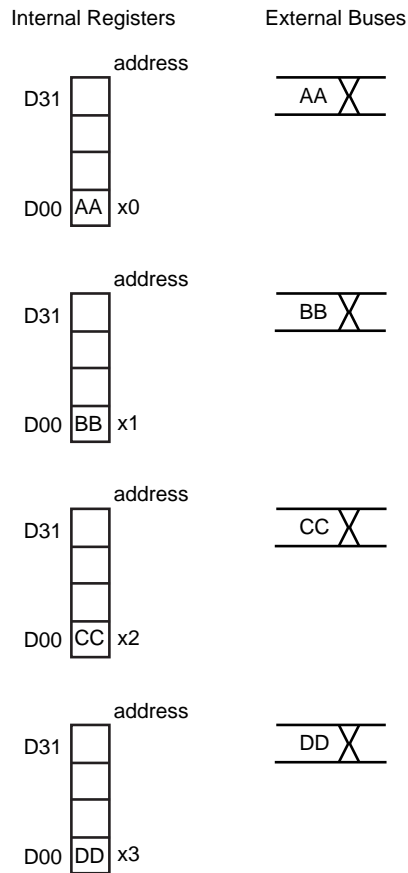 Internal Registers External Buses
address
D31 AA
D00 AA x0
address
D31 BB
D00 BB x1
address
D31 CC
D00 CC x2
address
D31 DD
D00 DD x3